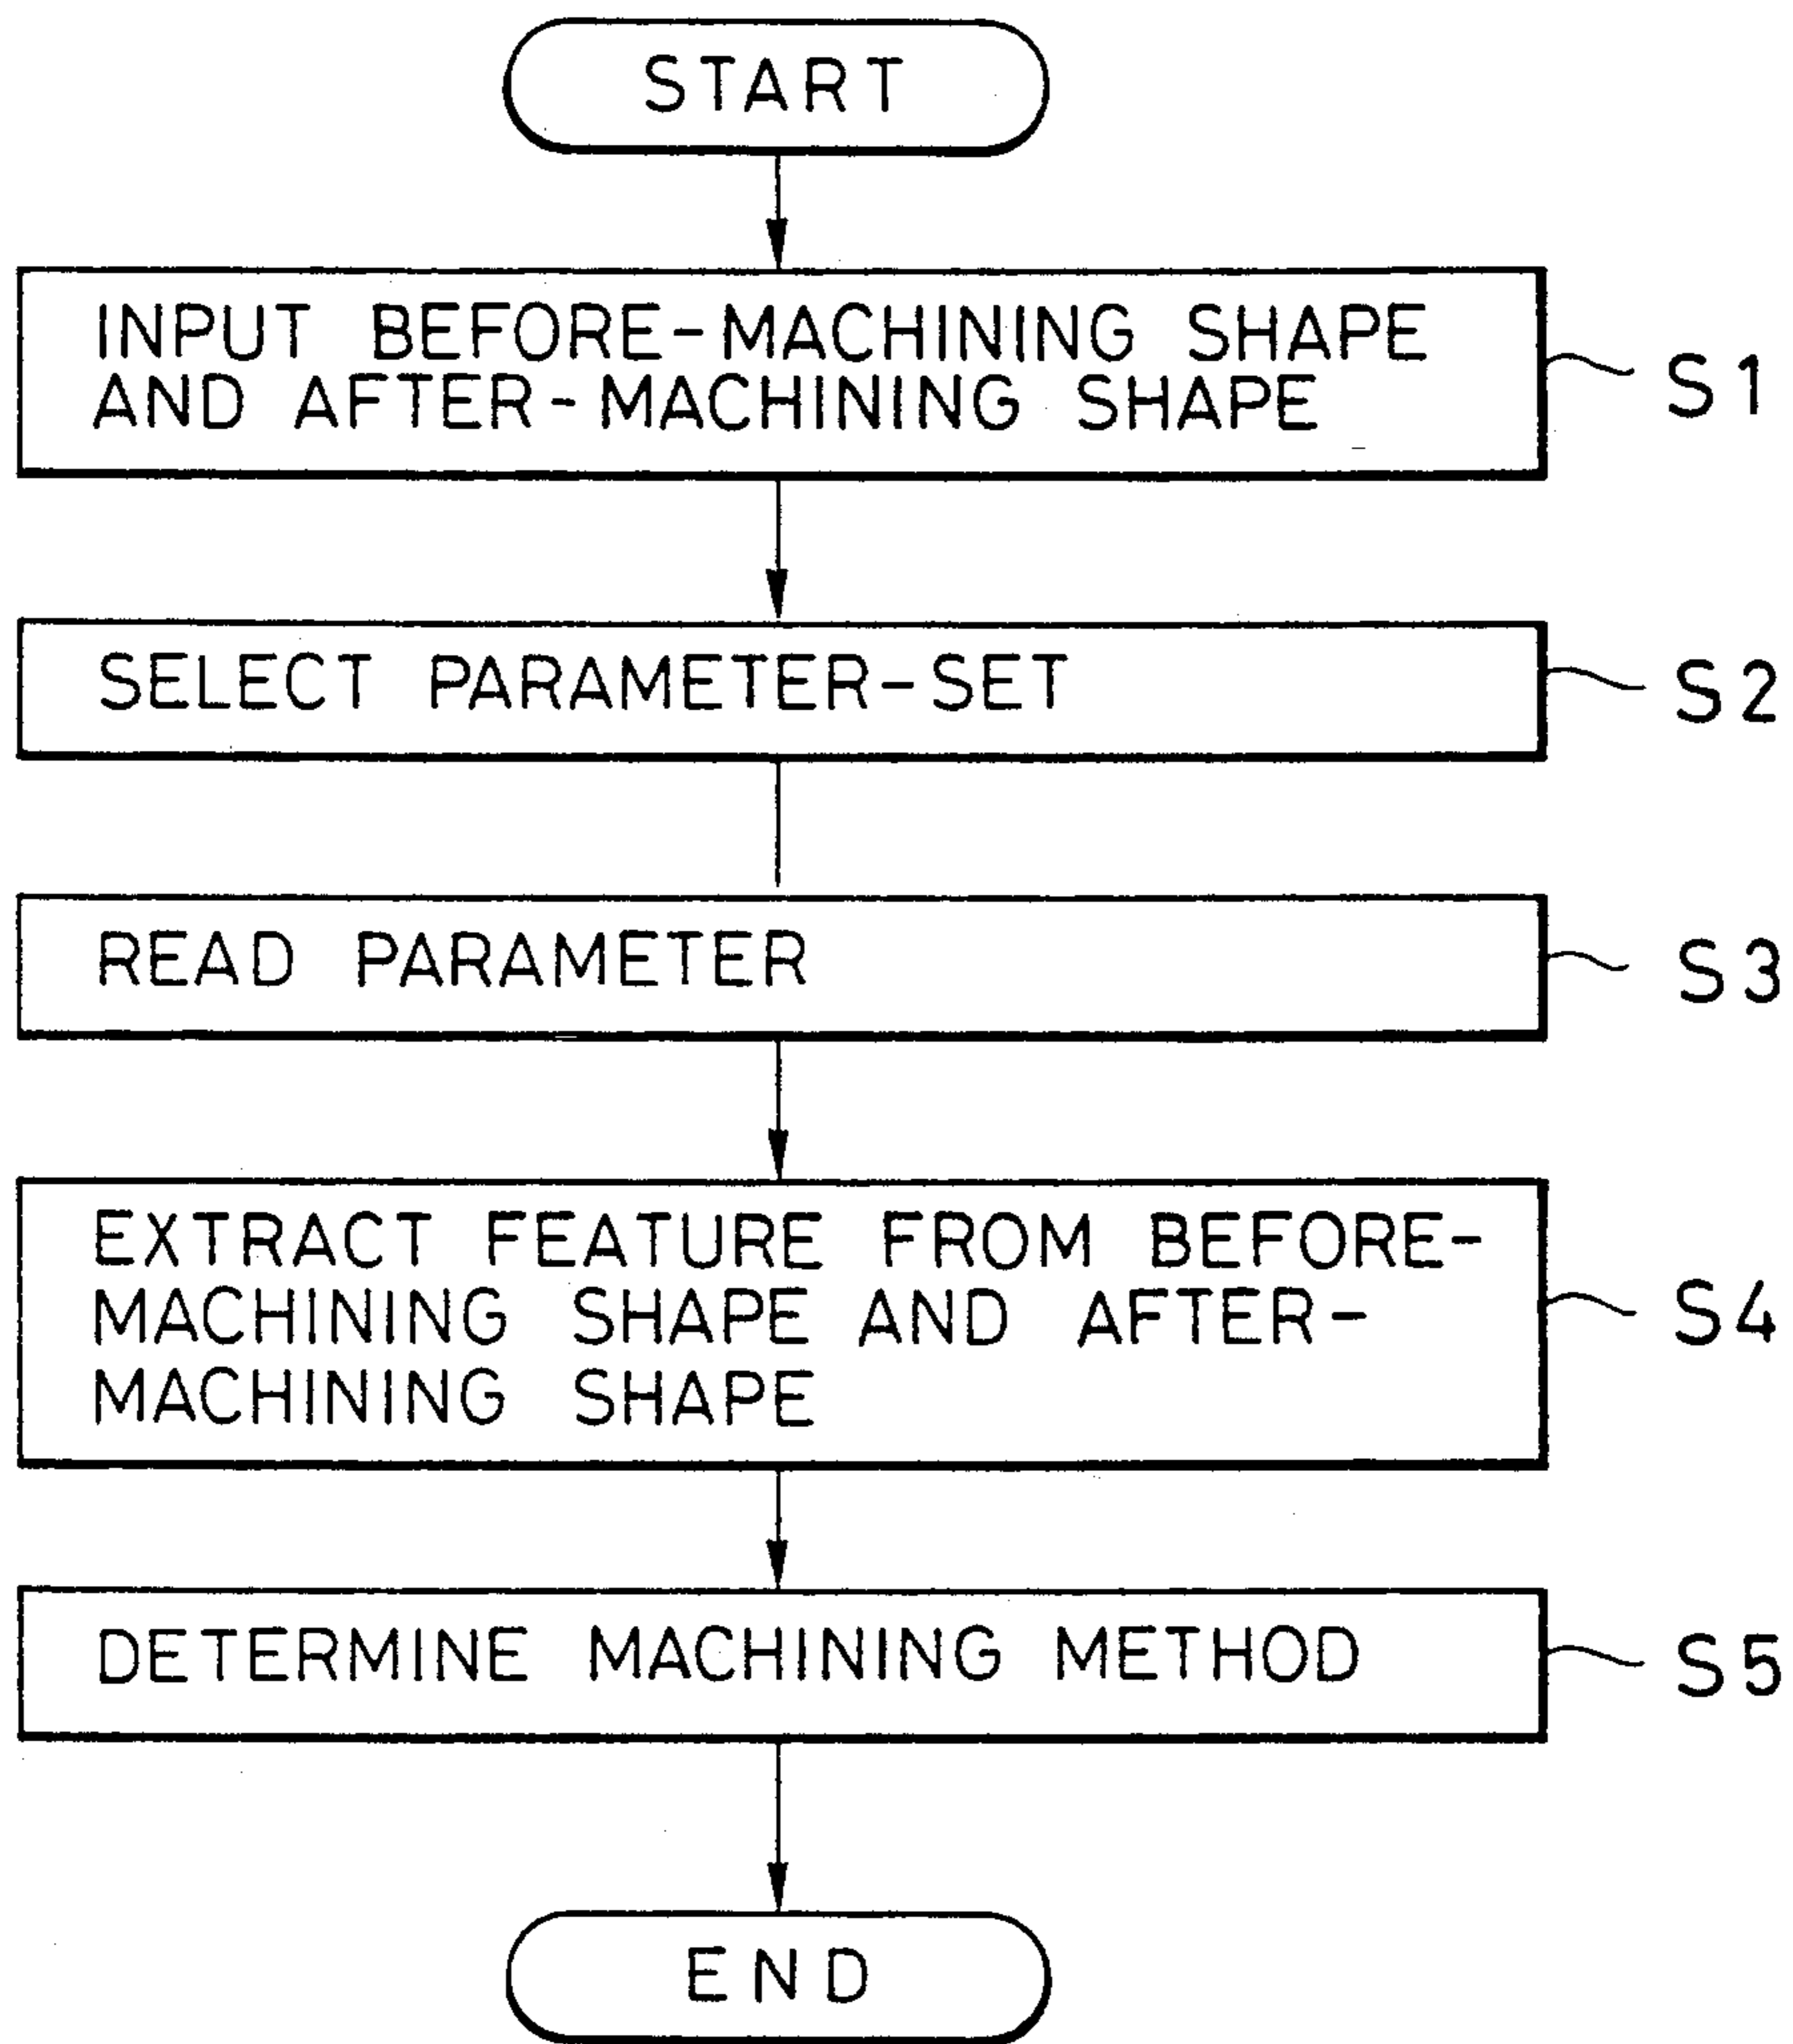 START
INPUT BEFORE-MACHINING SHAPE
AND AFTER-MACHINING SHAPE
S1
SELECT PARAMETER-SET
S2
READ PARAMETER
S3
EXTRACT FEATURE FROM BEFORE-
MACHINING SHAPE AND AFTER-
MACHINING SHAPE
S4
DETERMINE MACHINING METHOD
S5
END